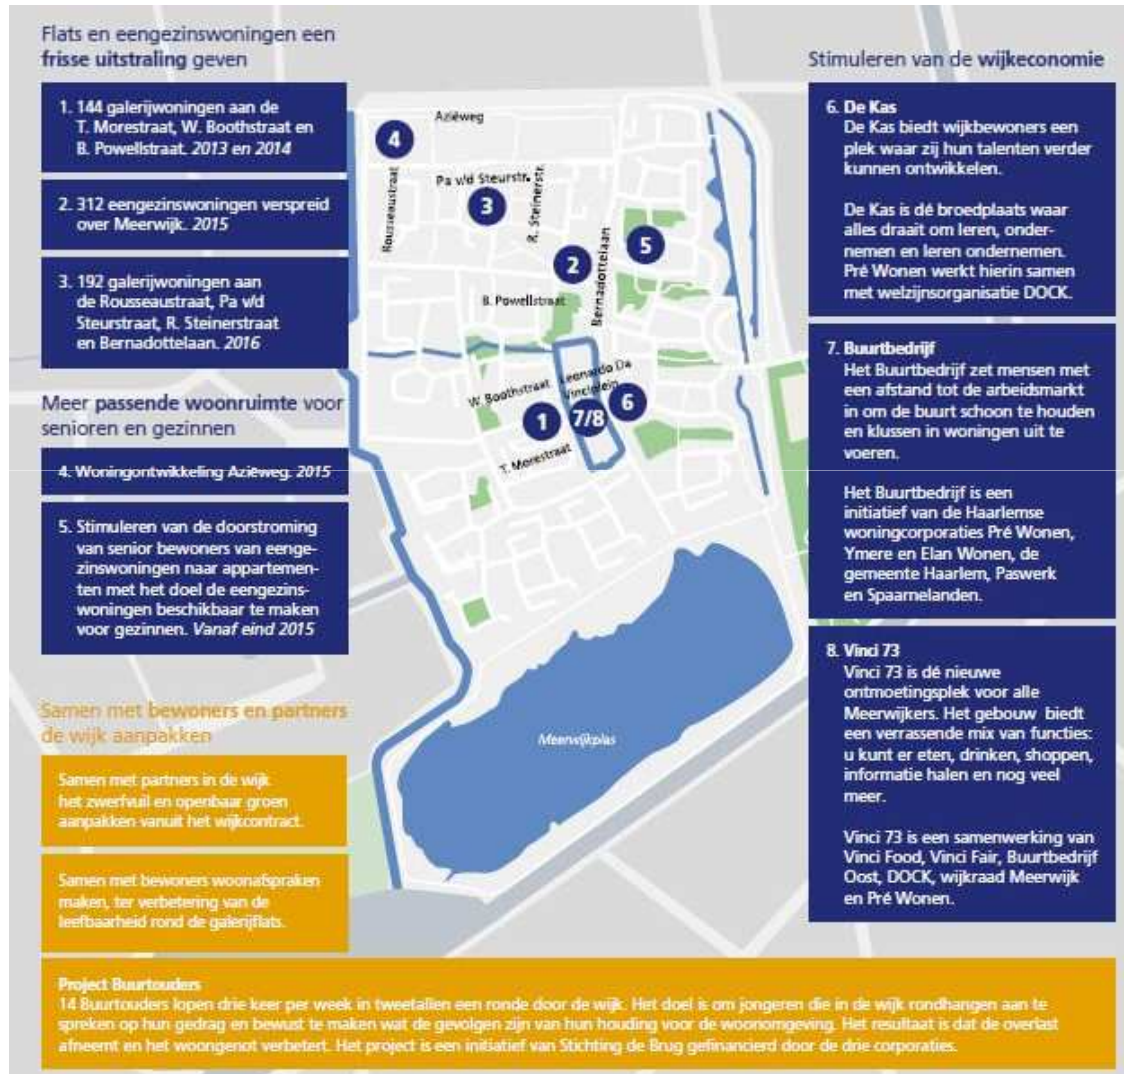 Flats en eengezinswoningen een
frisse uitstraling geven
1. 144 galerijwoningen aan de
T. Morestraat, W. Boothstraat en
B. Powellstraat. 2013 en 2014
2. 312 eengezinswoningen verspreid
over Meerwijk. 2015
3. 192 galerijwoningen aan
de Rousseaustraat, Pa v/d
Steurstraat, R. Steinerstraat
en Bernadottelaan. 2016
Meer passende woonruimte voor
senioren en gezinnen
4. Woningontwikkeling Aziëweg. 2015
5. Stimuleren van de doorstroming
van senior bewoners van eenge-
zinswoningen naar appartemen-
ten met het doel de eengezins-
woningen beschikbaar te maken
voor gezinnen. Vanaf eind 2015
Samen met bewoners en partners
de wijk aanpakken
Samen met partners in de wijk
het zwerfvuil en openbaar groen
aanpakken vanuit het wijkcontract.
Samen met bewoners woonafspraken
maken, ter verbetering van de
leefbaarheid rond de galerijflats.
Aziëweg
4
Rousseaustraat
Pa v/d Steurstr.
3
R. Steinerstr.
5
2
Bernadottelaan
B. Powellstraat
Leonardo Da
Vinciplein
W. Boothstraat
6
1
7/8
T. Morestraat
Meerwijkplas
Stimuleren van de wijkeconomie
6. De Kas
De Kas biedt wijkbewoners een
plek waar zij hun talenten verder
kunnen ontwikkelen.
De Kas is dé broedplaats waar
alles draait om leren, onder-
nemen en leren ondernemen.
Pré Wonen werkt hierin samen
met welzijnsorganisatie DOCK.
7. Buurtbedrijf
Het Buurtbedrijf zet mensen met
een afstand tot de arbeidsmarkt
in om de buurt schoon te houden
en klussen in woningen uit te
voeren.
Het Buurtbedrijf is een
initiatief van de Haarlemse
woningcorporaties Pré Wonen,
Ymere en Elan Wonen, de
gemeente Haarlem, Paswerk
en Spaarnelanden.
8. Vinci 73
Vinci 73 is dé nieuwe
ontmoetingsplek voor alle
Meerwijkers. Het gebouw biedt
een verrassende mix van functies:
u kunt er eten, drinken, shoppen,
informatie halen en nog veel
meer.
Vinci 73 is een samenwerking van
Vinci Food, Vinci Fair, Buurtbedrijf
Oost, DOCK, wijkraad Meerwijk
en Pré Wonen.
Project Buurtouders
14 Buurtouders lopen drie keer per week in tweetallen een ronde door de wijk. Het doel is om jongeren die in de wijk rondhangen aan te
spreken op hun gedrag en bewust te maken wat de gevolgen zijn van hun houding voor de woonomgeving. Het resultaat is dat de overlast
afneemt en het woongenot verbetert. Het project is een initiatief van Stichting de Brug gefinancierd door de drie corporaties.